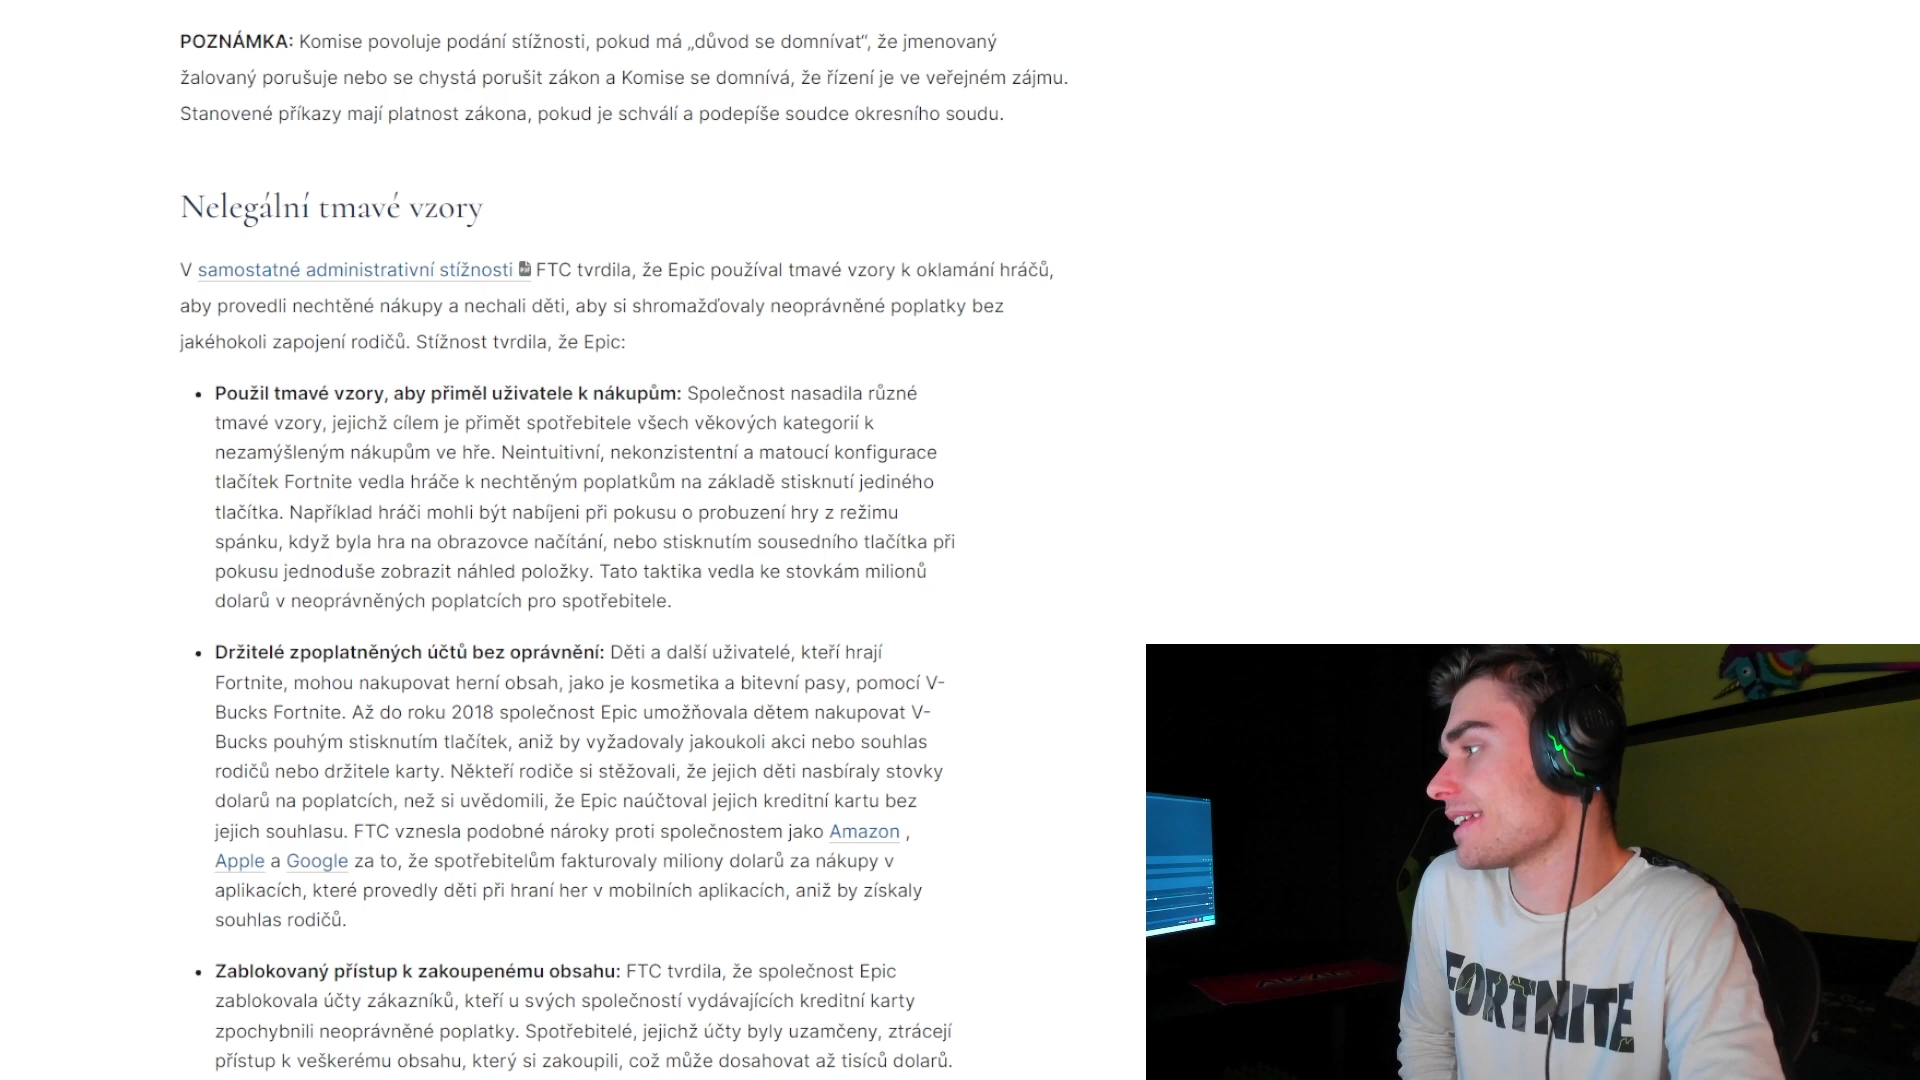 POZNÁMKA: Komise povoluje podání stížnosti, pokud má „důvod se domnívat“, že jmenovaný
žalovaný porušuje nebo se chystá porušit zákon a Komise se domnívá, že řízení je ve veřejném zájmu.
Stanovené příkazy mají platnost zákona, pokud je schválí a podepíše soudce okresního soudu.
Nelegální tmavé vzory
V samostatné administrativní stížnosti FTC tvrdila, že Epic používal tmavé vzory k oklamání hráčů,
aby provedli nechtěné nákupy a nechali děti, aby si shromažďovaly neoprávněné poplatky bez
jakéhokoli zapojení rodičů. Stížnost tvrdila, že Epic:
• Použil tmavé vzory, aby přiměl uživatele k nákupům: Společnost nasadila různé
tmavé vzory, jejichž cílem je přimět spotřebitele všech věkových kategorií k
nezamýšleným nákupům ve hře. Neintuitivní, nekonzistentní a matoucí konfigurace
tlačítek Fortnite vedla hráče k nechtěným poplatkům na základě stisknutí jediného
tlačítka. Například hráči mohli být nabíjeni při pokusu o probuzení hry z režimu
spánku, když byla hra na obrazovce načítání, nebo stisknutím sousedního tlačítka při
pokusu jednoduše zobrazit náhled položky. Tato taktika vedla ke stovkám milionů
dolarů v neoprávněných poplatcích pro spotřebitele.
• Držitelé zpoplatněných účtů bez oprávnění: Děti a další uživatelé, kteří hrají
Fortnite, mohou nakupovat herní obsah, jako je kosmetika a bitevní pasy, pomocí V-
Bucks Fortnite. Až do roku 2018 společnost Epic umožňovala dětem nakupovat V-
Bucks pouhým stisknutím tlačítek, aniž by vyžadovaly jakoukoli akci nebo souhlas
rodičů nebo držitele karty. Někteří rodiče si stěžovali, že jejich děti nasbíraly stovky
dolarů na poplatcích, než si uvědomili, že Epic naúčtoval jejich kreditní kartu bez
jejich souhlasu. FTC vznesla podobné nároky proti společnostem jako Amazon ,
Apple a Google za to, že spotřebitelům fakturovaly miliony dolarů za nákupy v
aplikacích, které provedly děti při hraní her v mobilních aplikacích, aniž by získaly
souhlas rodičů.
• Zablokovaný přístup k zakoupenému obsahu: FTC tvrdila, že společnost Epic
zablokovala účty zákazníků, kteří u svých společností vydávajících kreditní karty
zpochybnili neoprávněné poplatky. Spotřebitelé, jejichž účty byly uzamčeny, ztrácejí
přístup k veškerému obsahu, který si zakoupili, což může dosahovat až tisíců dolarů.
FORTNITE